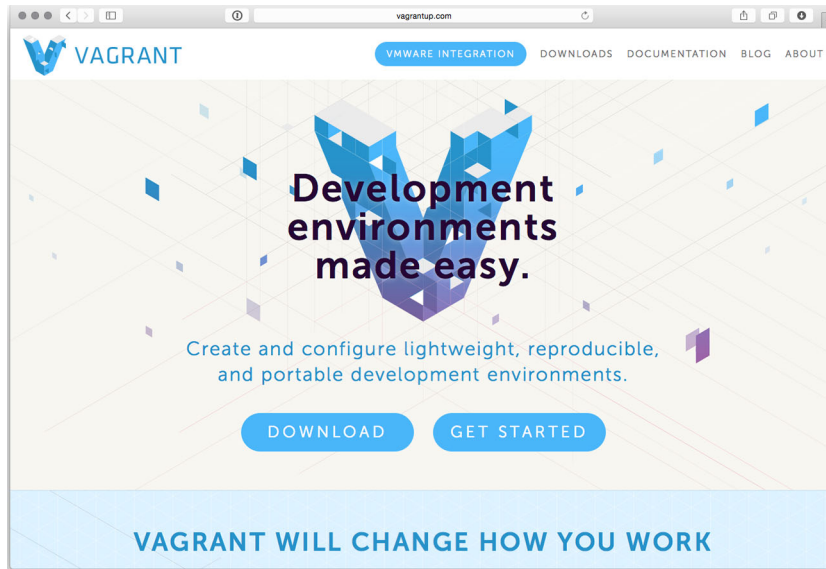 vagrantup.com
VAGRANT
VMWARE INTEGRATION DOWNLOADS DOCUMENTATION BLOG ABOUT
Development
environments
made easy.
Create and configure lightweight, reproducible,
and portable development environments.
DOWNLOAD GET STARTED
VAGRANT WILL CHANGE HOW YOU WORK